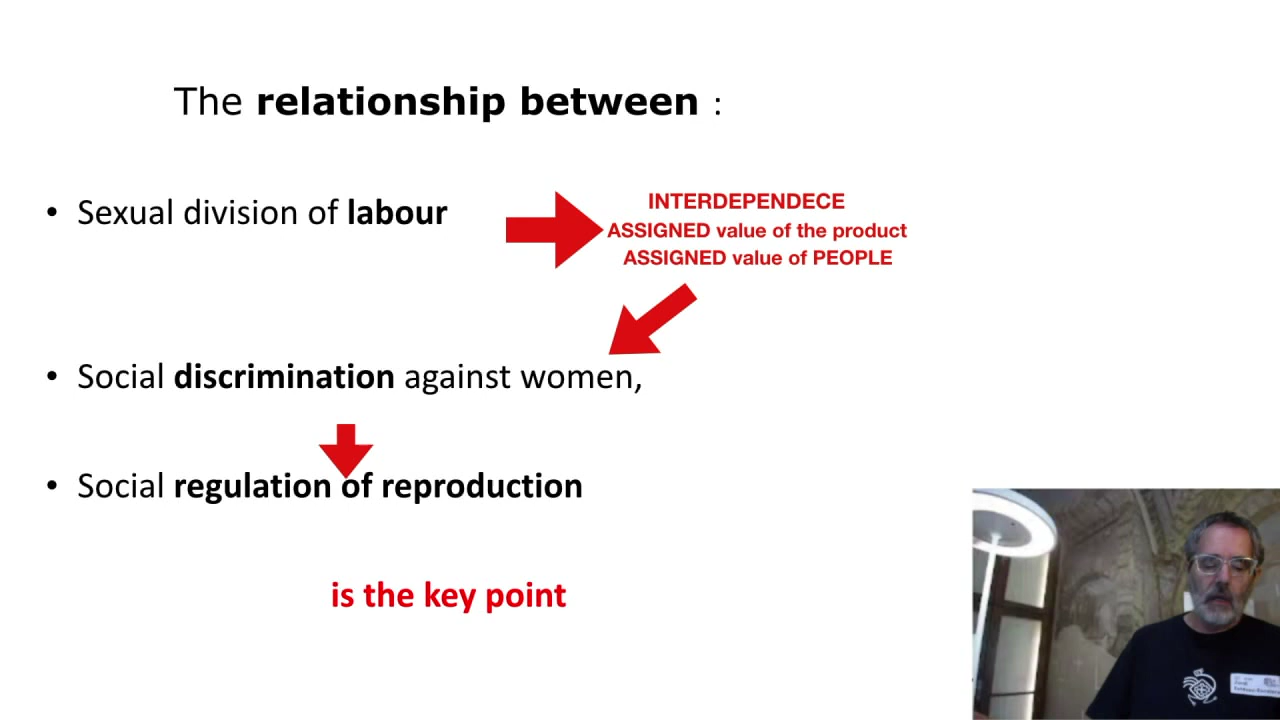 The relationship between :
• Sexual division of labour
INTERDEPENDECE
ASSIGNED value of the product
ASSIGNED value of PEOPLE
• Social discrimination against women,
• Social regulation of reproduction
is the key point